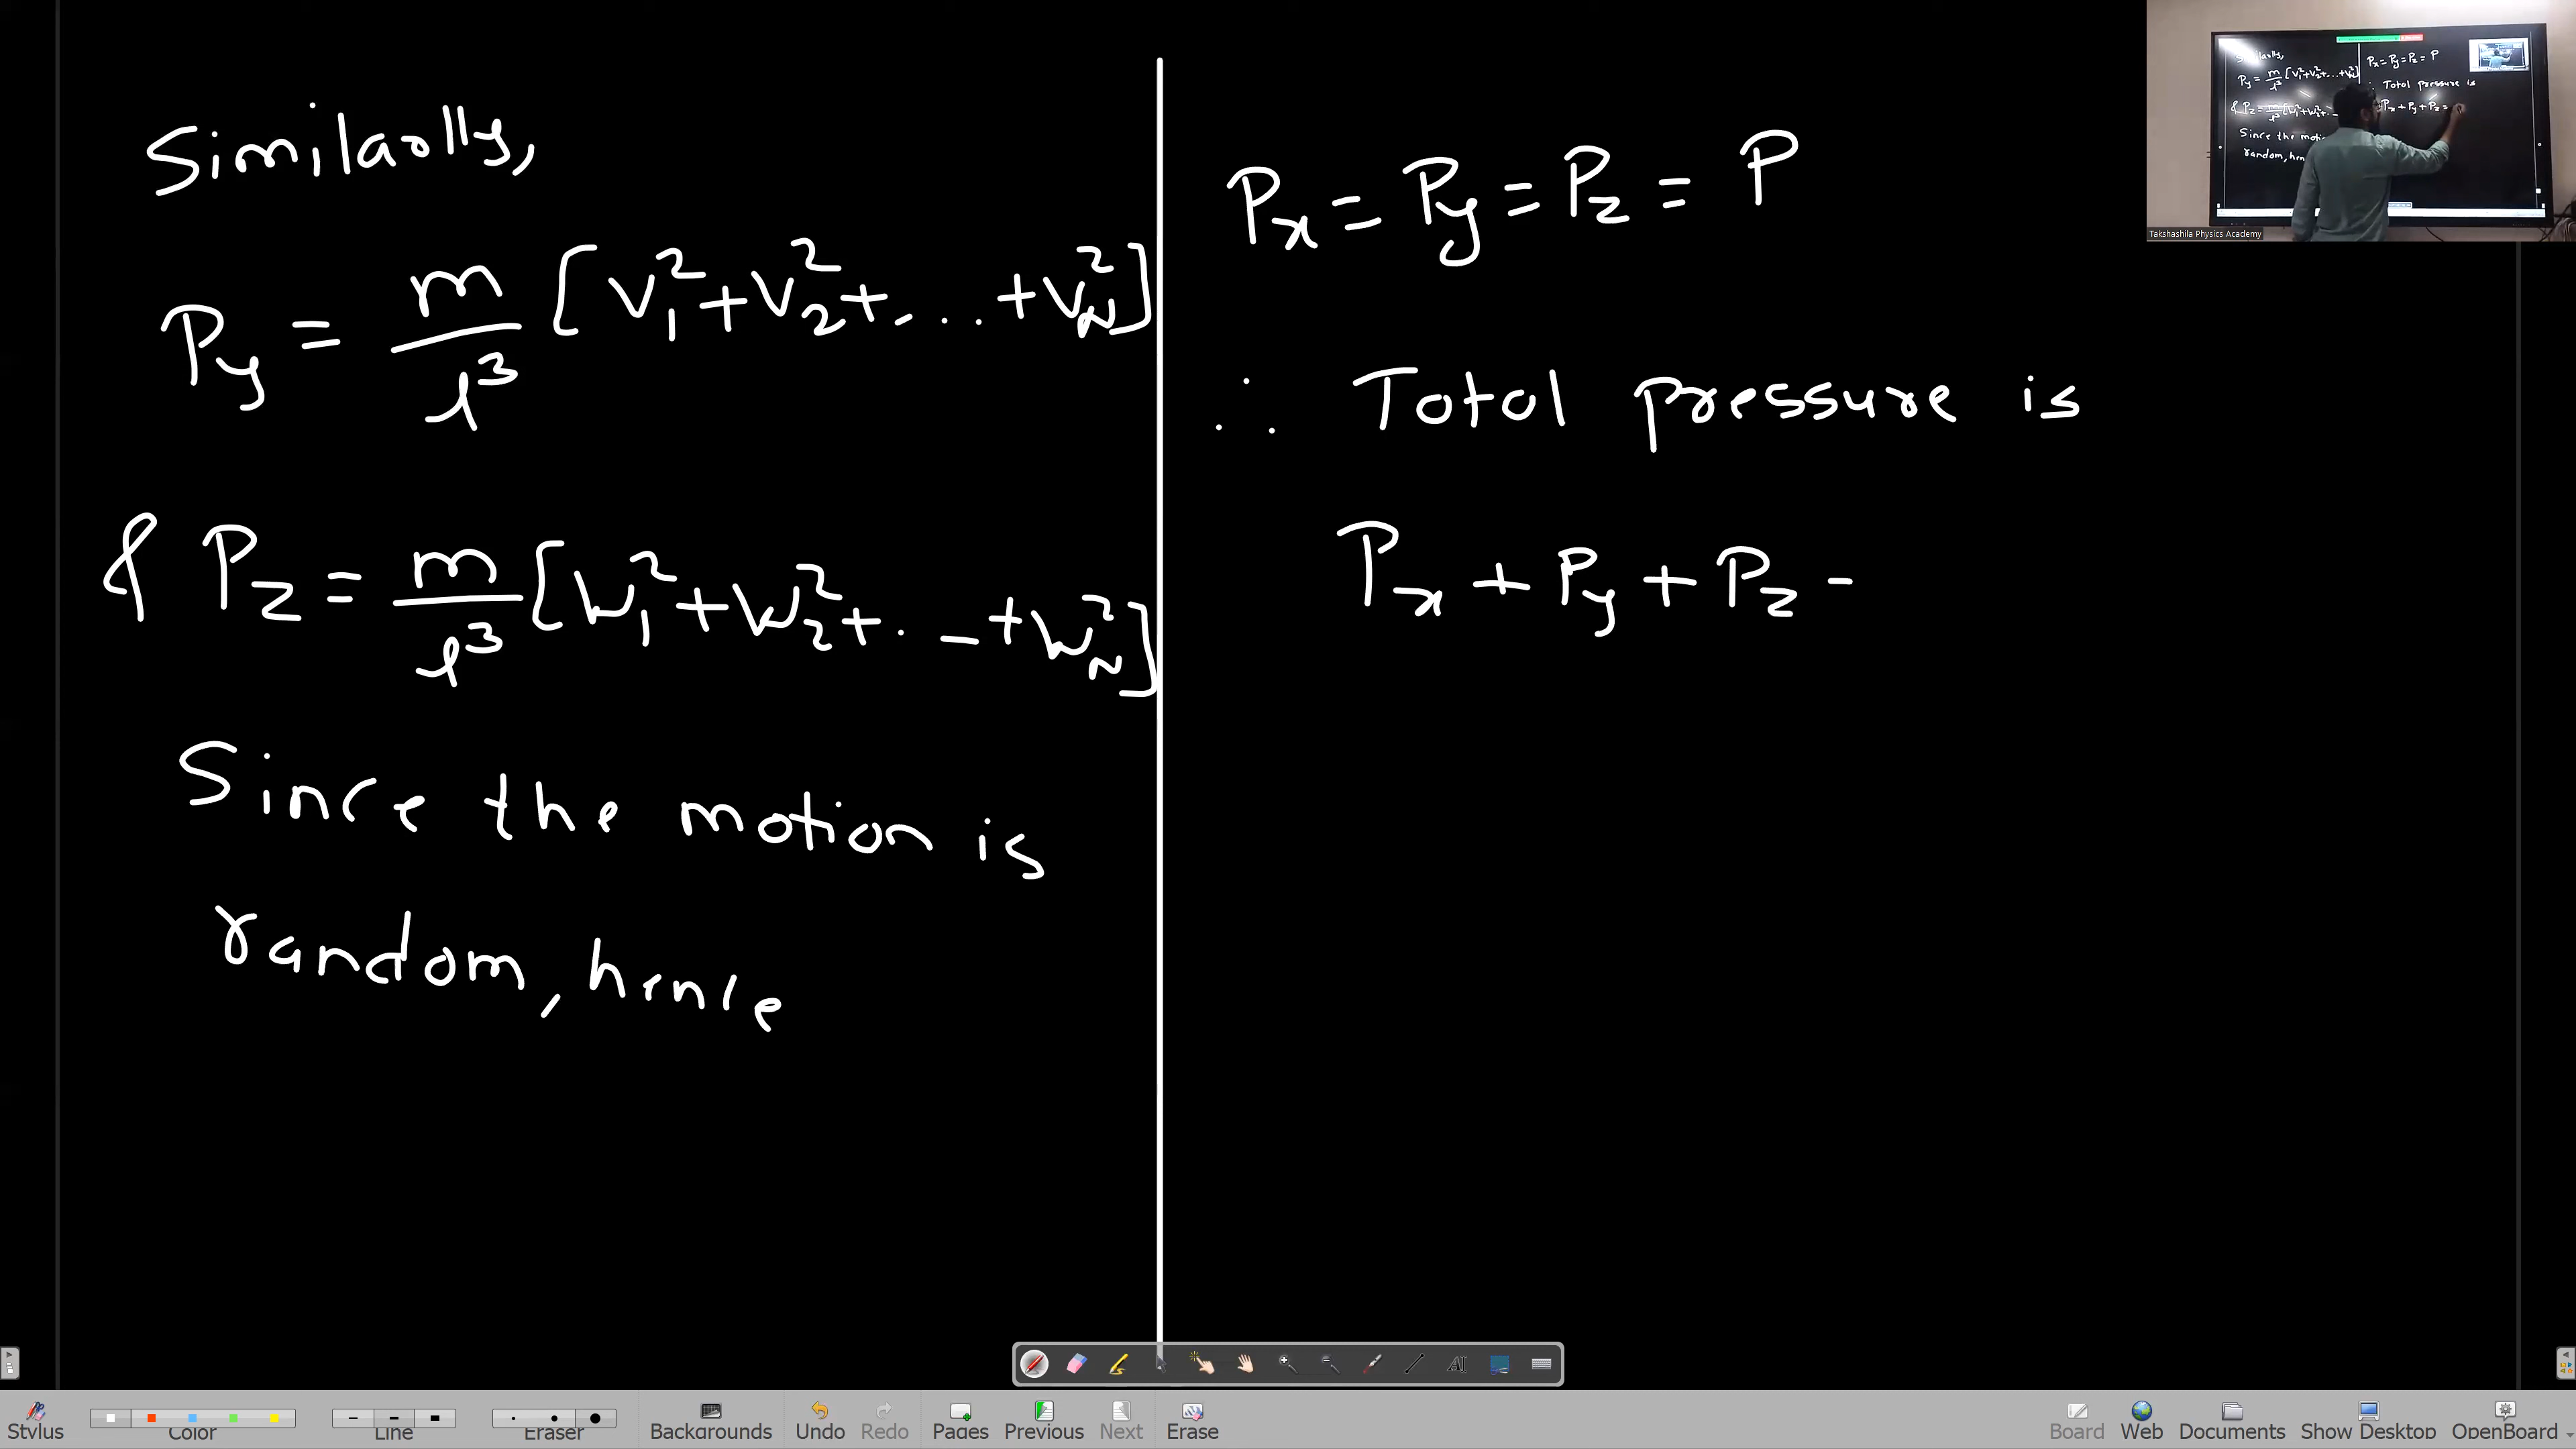 Similarlly,
Py = m/l³ [V₁² + V₂² + ... + V_N²]
& Pz = m/l³ [W₁² + W₂² + . _ + W_N²]
Since the motion is
random, hence
Px = Py = Pz = P
∴ Total pressure is
Px + Py + Pz -
Takshashila Physics Academy
Stylus
Color
Line
Eraser
Backgrounds
Undo
Redo
Pages
Previous
Next
Erase
Board
Web
Documents
Show Desktop
OpenBoard